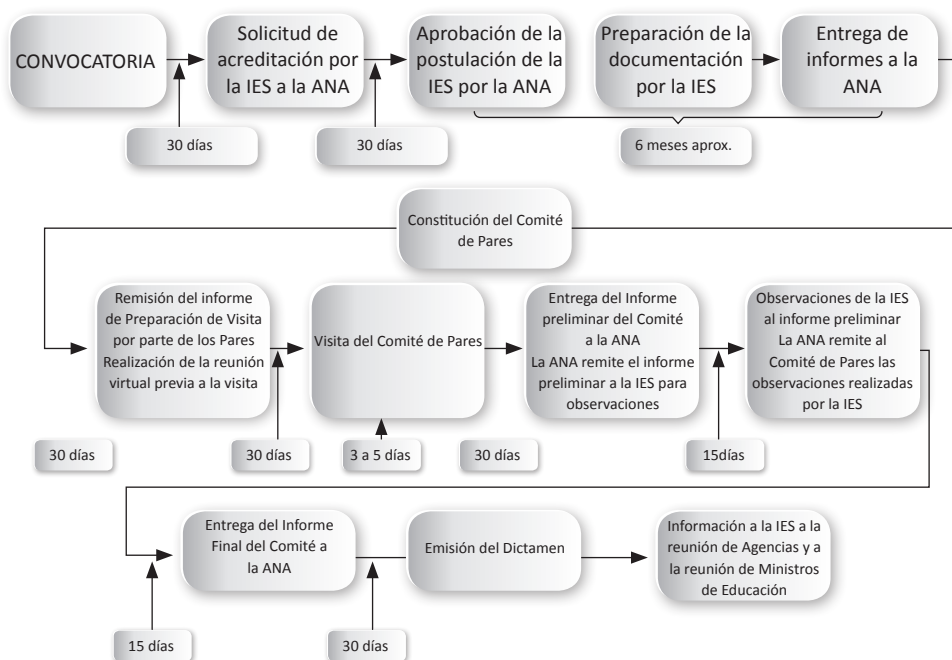 CONVOCATORIA
Solicitud de
acreditación por
la IES a la ANA
Aprobación de la
postulación de la
IES por la ANA
Preparación de la
documentación
por la IES
Entrega de
informes a la
ANA
30 días
30 días
6 meses aprox.
Constitución del Comité
de Pares
Remisión del informe
de Preparación de Visita
por parte de los Pares
Realización de la reunión
virtual previa a la visita
Visita del Comité de Pares
Entrega del Informe
preliminar del Comité
a la ANA
La ANA remite el informe
preliminar a la IES para
observaciones
Observaciones de la IES
al informe preliminar
La ANA remite al
Comité de Pares las
observaciones realizadas
por la IES
30 días
30 días
3 a 5 días
30 días
15días
Entrega del Informe
Final del Comité a
la ANA
Emisión del Dictamen
Información a la IES a la
reunión de Agencias y a
la reunión de Ministros
de Educación
15 días
30 días